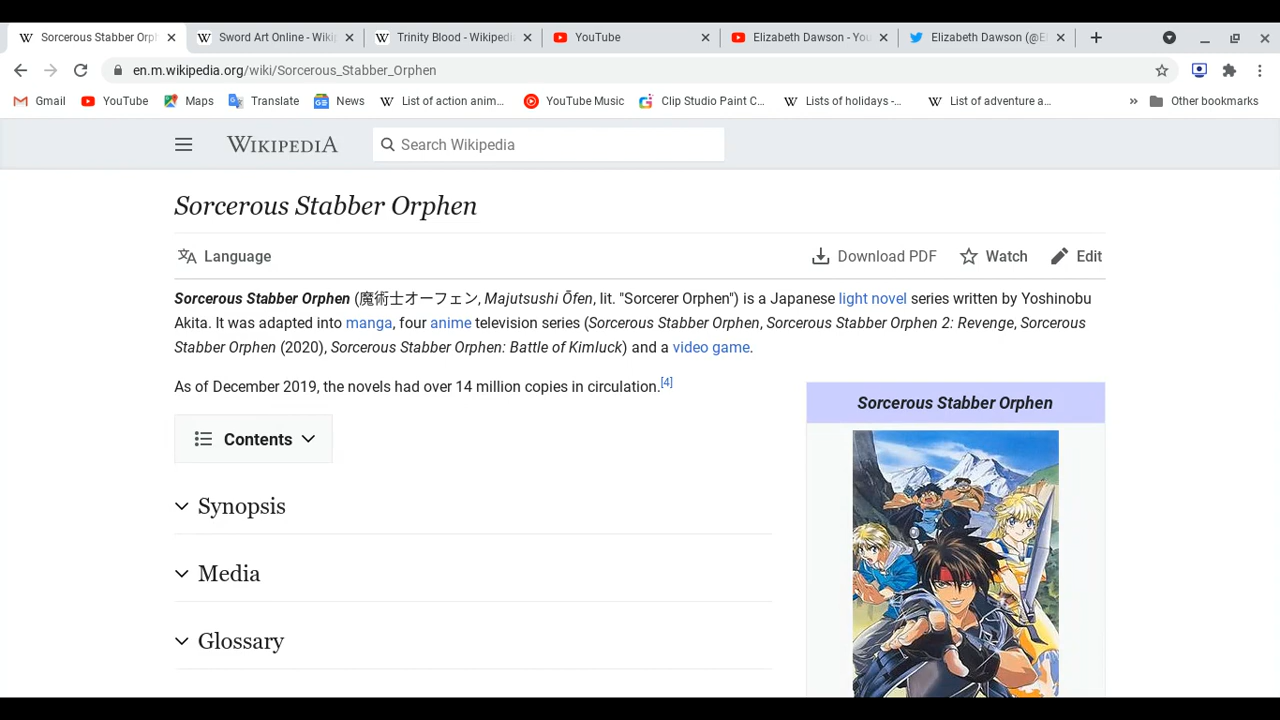 Sorcerous Stabber Orph
Sword Art Online - Wiki
Trinity Blood - Wikipedi
YouTube
Elizabeth Dawson - You
Elizabeth Dawson (@E
en.m.wikipedia.org/wiki/Sorcerous_Stabber_Orphen
Gmail
YouTube
Maps
Translate
News
List of action anim...
YouTube Music
Clip Studio Paint C...
Lists of holidays -...
List of adventure a...
»
Other bookmarks
WIKIPEDIA
Search Wikipedia
Sorcerous Stabber Orphen
Language
Download PDF
Watch
Edit
Sorcerous Stabber Orphen (魔術士オーフェン, Majutsushi Ōfen, lit. "Sorcerer Orphen") is a Japanese light novel series written by Yoshinobu
Akita. It was adapted into manga, four anime television series (Sorcerous Stabber Orphen, Sorcerous Stabber Orphen 2: Revenge, Sorcerous
Stabber Orphen (2020), Sorcerous Stabber Orphen: Battle of Kimluck) and a video game.
As of December 2019, the novels had over 14 million copies in circulation.[4]
Sorcerous Stabber Orphen
Contents
Synopsis
Media
Glossary